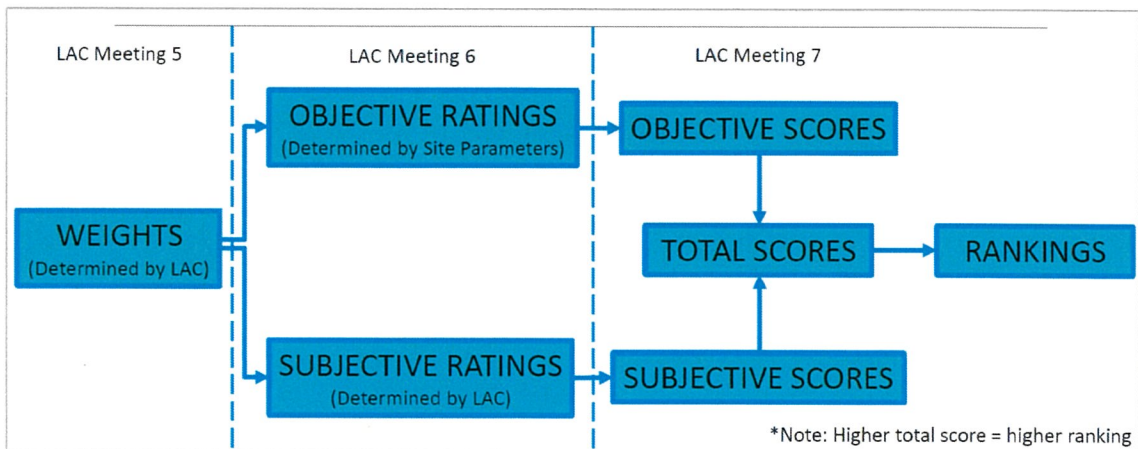 LAC Meeting 5
LAC Meeting 6
LAC Meeting 7
OBJECTIVE RATINGS
(Determined by Site Parameters)
OBJECTIVE SCORES
WEIGHTS
(Determined by LAC)
TOTAL SCORES
RANKINGS
SUBJECTIVE RATINGS
(Determined by LAC)
SUBJECTIVE SCORES
*Note: Higher total score = higher ranking